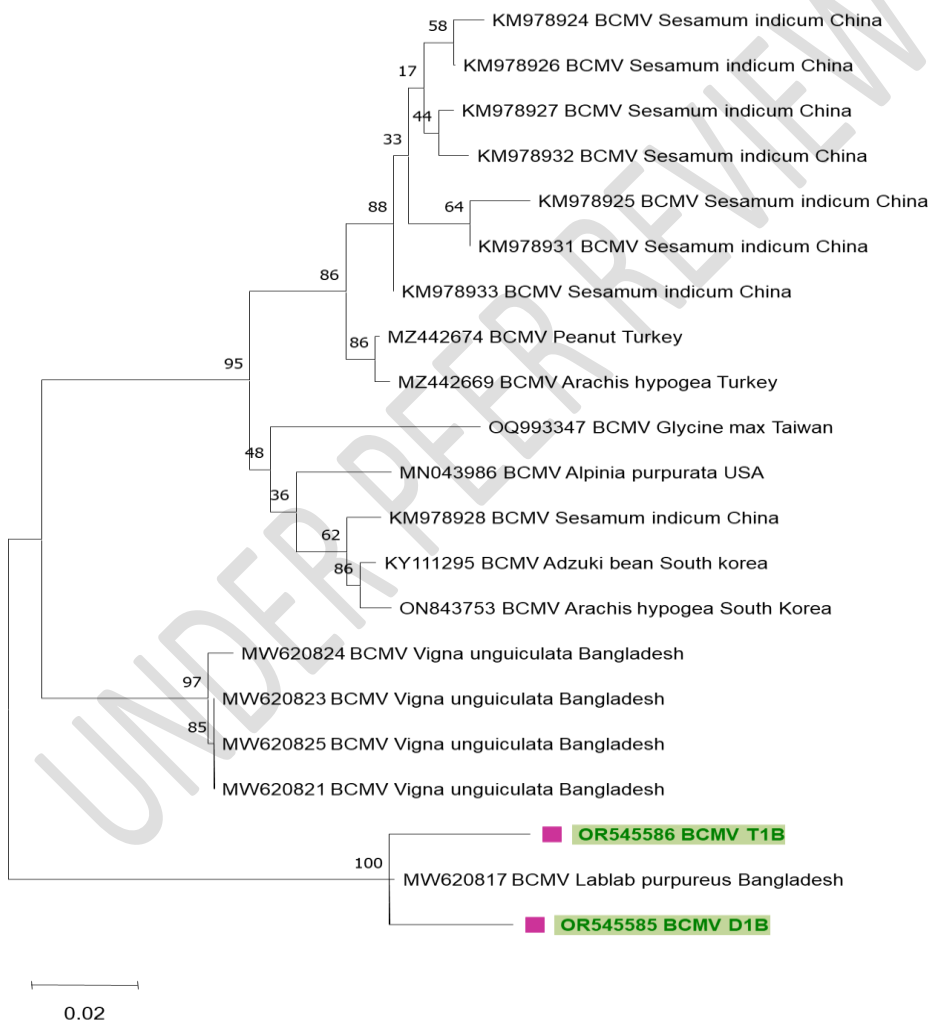 58
KM978924 BCMV Sesamum indicum China
KM978926 BCMV Sesamum indicum China
17
KM978927 BCMV Sesamum indicum China
44
KM978932 BCMV Sesamum indicum China
33
KM978925 BCMV Sesamum indicum China
64
KM978931 BCMV Sesamum indicum China
88
KM978933 BCMV Sesamum indicum China
86
MZ442674 BCMV Peanut Turkey
86
MZ442669 BCMV Arachis hypogea Turkey
95
OQ993347 BCMV Glycine max Taiwan
48
MN043986 BCMV Alpinia purpurata USA
36
KM978928 BCMV Sesamum indicum China
62
KY111295 BCMV Adzuki bean South korea
86
ON843753 BCMV Arachis hypogea South Korea
MW620824 BCMV Vigna unguiculata Bangladesh
97
MW620823 BCMV Vigna unguiculata Bangladesh
85
MW620825 BCMV Vigna unguiculata Bangladesh
MW620821 BCMV Vigna unguiculata Bangladesh
OR545586 BCMV T1B
100
MW620817 BCMV Lablab purpureus Bangladesh
OR545585 BCMV D1B
0.02
UNDER PEER REVIEW